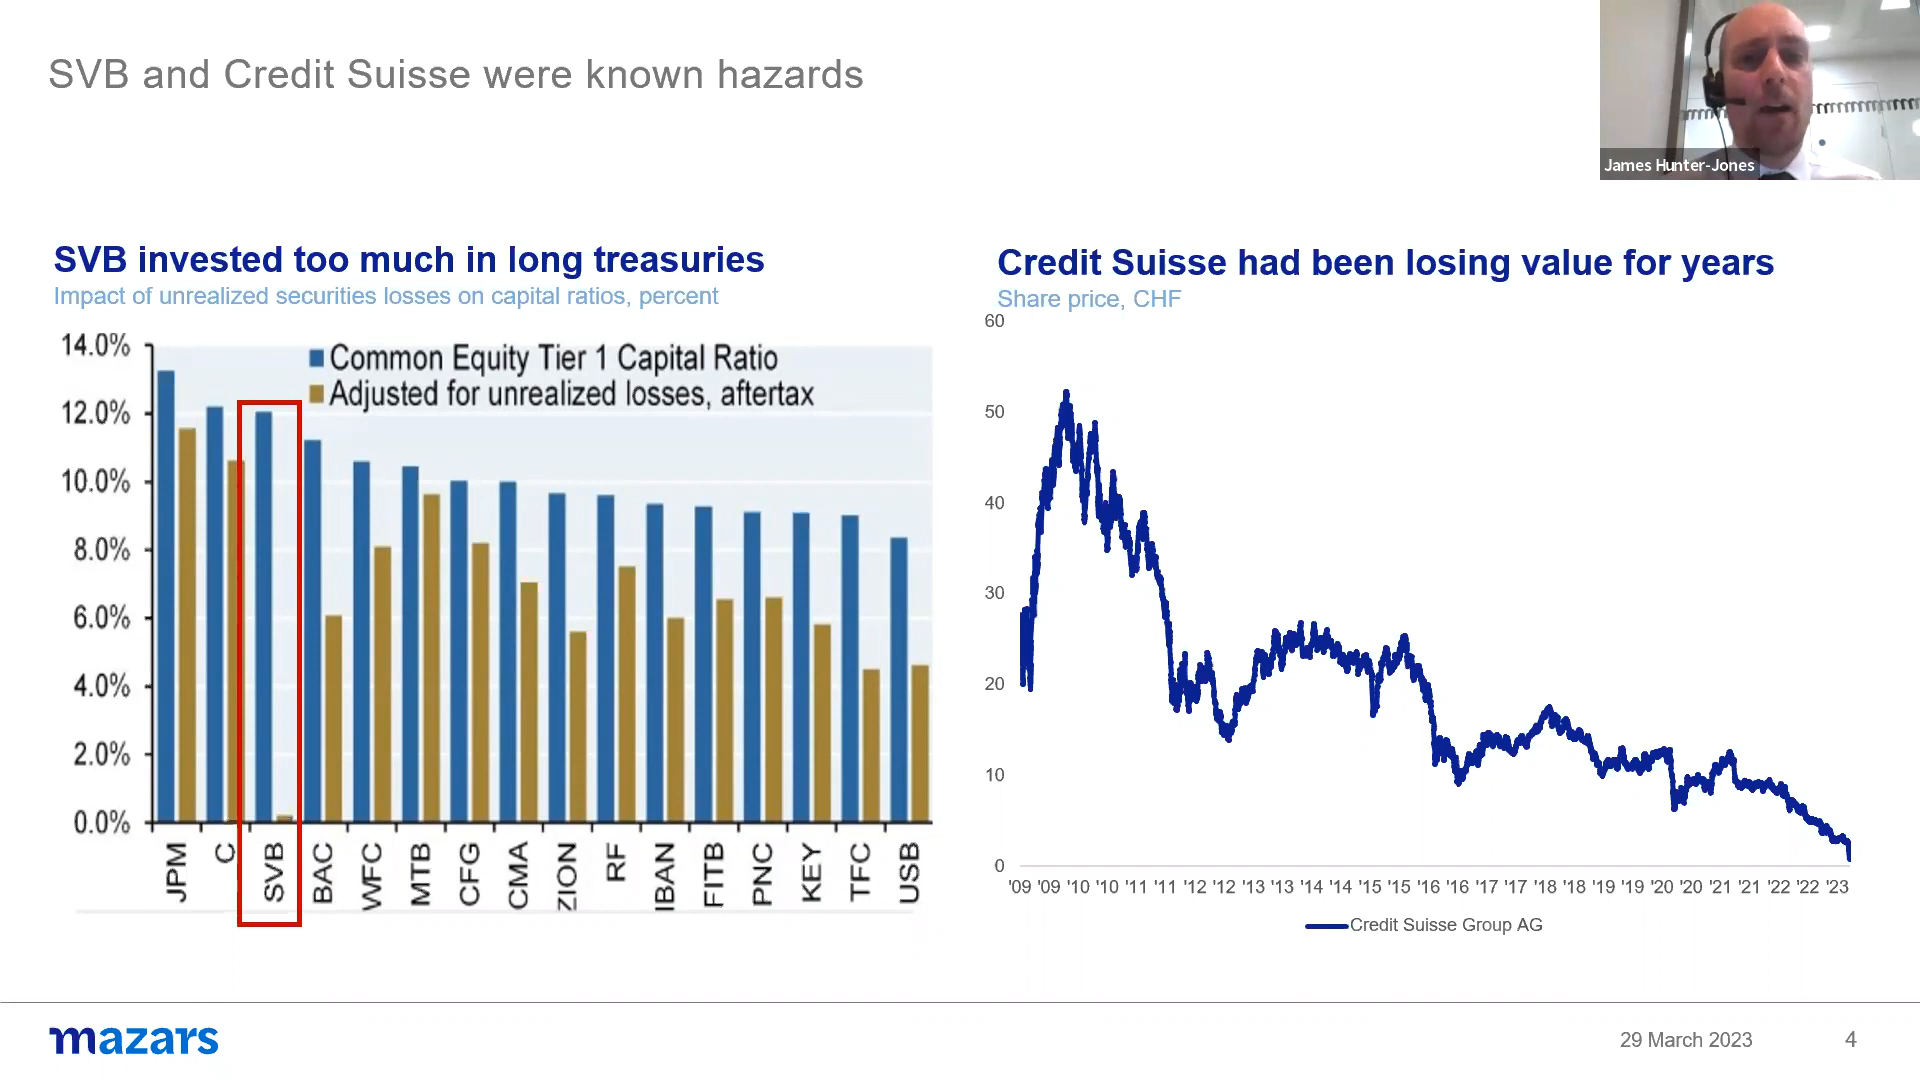 SVB and Credit Suisse were known hazards
James Hunter-Jones
SVB invested too much in long treasuries
Impact of unrealized securities losses on capital ratios, percent
14.0%
12.0%
10.0%
8.0%
6.0%
4.0%
2.0%
0.0%
Common Equity Tier 1 Capital Ratio
Adjusted for unrealized losses, aftertax
JPM C SVB BAC WFC MTB CFG CMA ZION RF IBAN FITB PNC KEY TFC USB
Credit Suisse had been losing value for years
Share price, CHF
60
50
40
30
20
10
0
'09 '09 '10 '10 '11 '11 '12 '12 '13 '13 '14 '14 '15 '15 '16 '16 '17 '17 '18 '18 '19 '19 '20 '20 '21 '21 '22 '22 '23
Credit Suisse Group AG
mazars
29 March 2023
4